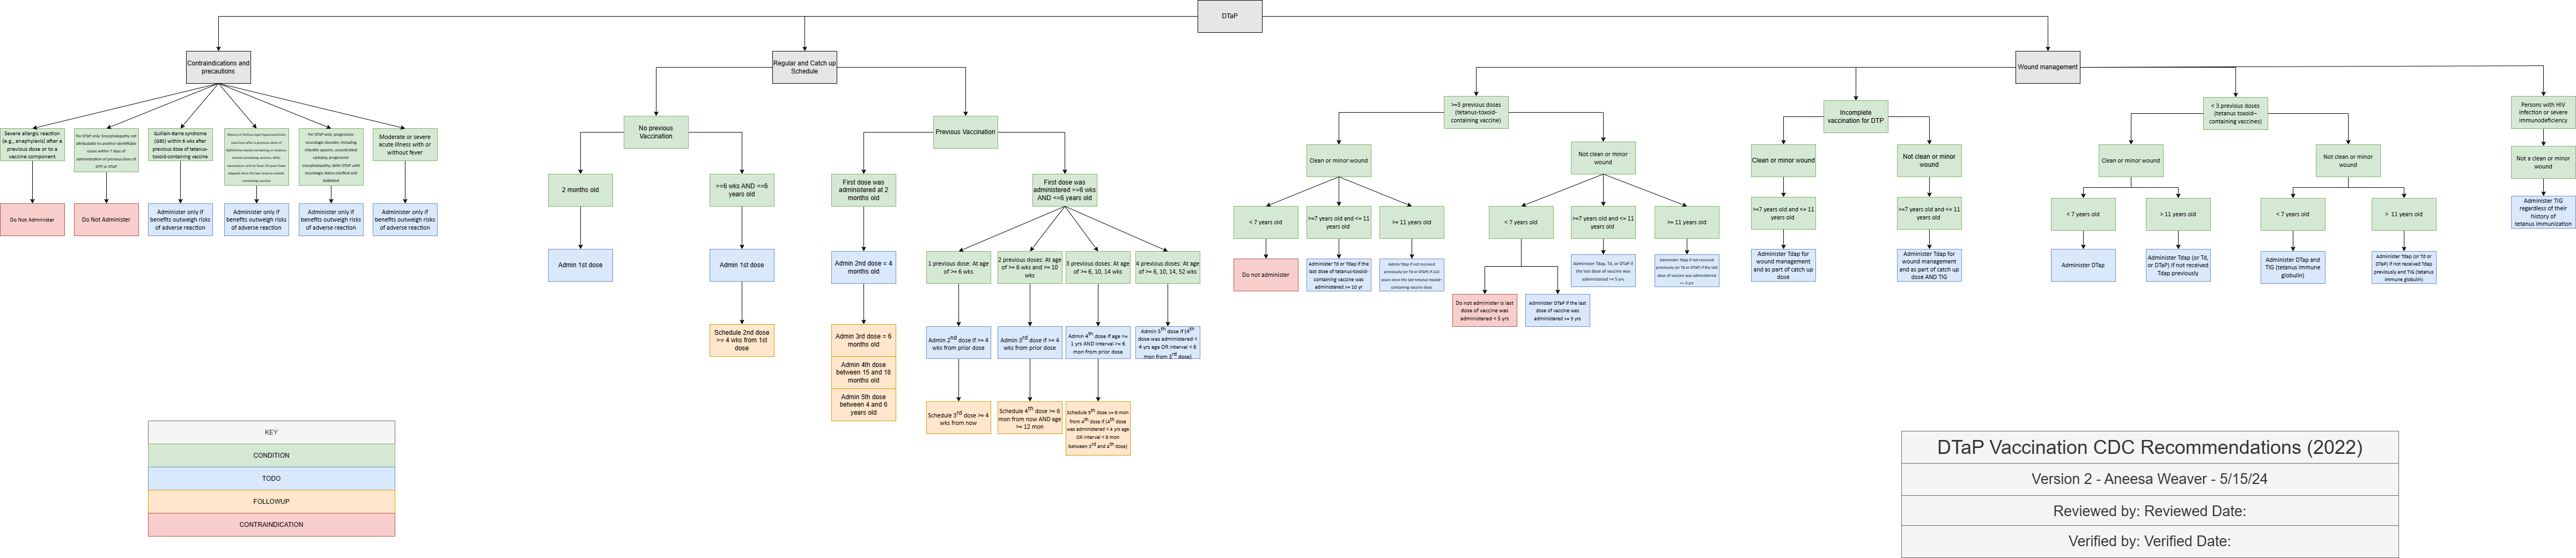 DTaP
Contraindications and
precautions
Regular and Catch up
Schedule
Wound management
Severe allergic reaction
(e.g., anaphylaxis) after a
previous dose or to a
vaccine component
For DTaP only: Encephalopathy not
attributable to another identifiable
cause within 7 days of
administration of previous dose of
DTP or DTaP
Guillain-Barre syndrome
(GBS) within 6 wks after
previous dose of tetanus-
toxoid-containing vaccine
History of Arthus-type hypersensitivity
reactions after a previous dose of
diphtheria-toxoid-containing or tetanus-
toxoid-containing vaccine; defer
vaccination until at least 10 years have
elapsed since the last tetanus-toxoid-
containing vaccine
For DTaP only: progressive
neurologic disorder, including
infantile spasms, uncontrolled
epilepsy, progressive
encephalopathy; defer DTaP until
neurologic status clarified and
stabilized
Moderate or severe
acute illness with or
without fever
Do Not Administer
Do Not Administer
Administer only if
benefits outweigh risks
of adverse reaction
Administer only if
benefits outweigh risks
of adverse reaction
Administer only if
benefits outweigh risks
of adverse reaction
Administer only if
benefits outweigh risks
of adverse reaction
No previous
Vaccination
Previous Vaccination
2 months old
>=6 wks AND <=6
years old
First dose was
administered at 2
months old
First dose was
administered >=6 wks
AND <=6 years old
Admin 1st dose
Admin 1st dose
Schedule 2nd dose
>= 4 wks from 1st
dose
Admin 2nd dose = 4
months old
Admin 3rd dose = 6
months old
Admin 4th dose
between 15 and 18
months old
Admin 5th dose
between 4 and 6
years old
1 previous dose: At age
of >= 6 wks
2 previous doses: At age
of >= 6 wks and >= 10
wks
3 previous doses: At age
of >= 6, 10, 14 wks
4 previous doses: At age
of >= 6, 10, 14, 52 wks
Admin 2nd dose if >= 4
wks from prior dose
Admin 3rd dose if >= 4
wks from prior dose
Admin 4th dose if age >=
1 yrs AND interval >= 6
mon from prior dose
Admin 5th dose if (4th
dose was administered <
4 yrs age OR interval < 6
mon from 3rd dose)
Schedule 3rd dose >= 4
wks from now
Schedule 4th dose >= 6
mon from now AND age
>= 12 mon
Schedule 5th dose >= 6 mon
from 4th dose if (4th dose
was administered < 4 yrs age
OR interval < 6 mon
between 3rd and 4th dose)
>=3 previous doses
(tetanus-toxoid-
containing vaccine)
Clean or minor wound
Not clean or minor
wound
< 7 years old
>=7 years old and <= 11
years old
>= 11 years old
< 7 years old
>=7 years old and <= 11
years old
>= 11 years old
Do not administer
Administer Td or Tdap if the
last dose of tetanus-toxoid-
containing vaccine was
administered >= 10 yr
Admin Tdap if not received
previously (or Td or DTaP) if ≥10
years since the last tetanus-toxoid-
containing vaccine dose
Do not administer is last
dose of vaccine was
administered < 5 yrs
Administer DTaP if the last
dose of vaccine was
administered >= 5 yrs
Administer Tdap, Td, or DTaP if
the last dose of vaccine was
administered >= 5 yrs
Administer Tdap if not received
previously (or Td or DTaP) if the last
dose of vaccine was administered
>= 5 yrs
Incomplete
vaccination for DTP
Clean or minor wound
Not clean or minor
wound
>=7 years old and <= 11
years old
>=7 years old and <= 11
years old
Administer Tdap for
wound management
and as part of catch up
dose
Administer Tdap for
wound management
and as part of catch up
dose AND TIG
< 3 previous doses
(tetanus toxoid–
containing vaccines)
Clean or minor wound
Not clean or minor
wound
< 7 years old
> 11 years old
< 7 years old
> 11 years old
Administer DTaP
Administer Tdap (or Td,
or DTaP) if not received
Tdap previously
Administer DTaP and
TIG (tetanus immune
globulin)
Administer Tdap (or Td or
DTaP) if not received Tdap
previously and TIG (tetanus
immune globulin)
Persons with HIV
infection or severe
immunodeficiency
Not a clean or minor
wound
Administer TIG
regardless of their
history of
tetanus immunization
KEY
CONDITION
TODO
FOLLOWUP
CONTRAINDICATION
DTaP Vaccination CDC Recommendations (2022)
Version 2 - Aneesa Weaver - 5/15/24
Reviewed by: Reviewed Date:
Verified by: Verified Date: